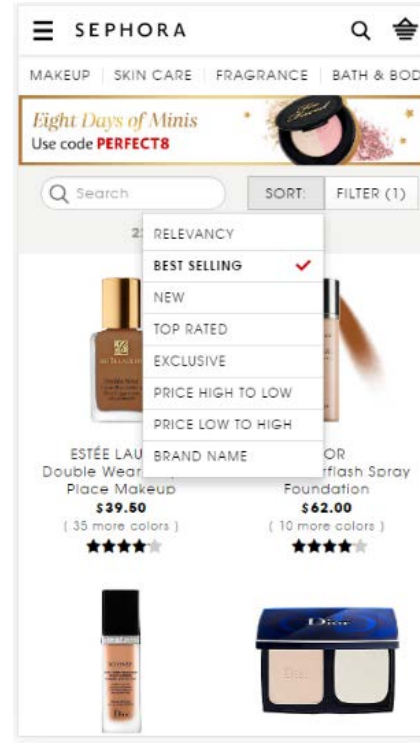 SEPHORA
MAKEUP SKIN CARE FRAGRANCE BATH & BOD
Eight Days of Minis
Use code PERFECT8
Search SORT: FILTER (1)
RELEVANCY
BEST SELLING
NEW
TOP RATED
EXCLUSIVE
PRICE HIGH TO LOW
PRICE LOW TO HIGH
BRAND NAME
ESTÉE LAU
Double Wear
Place Makeup
$39.50
( 35 more colors )
OR
rflash Spray
Foundation
$62.00
( 10 more colors )
Dior
Dior